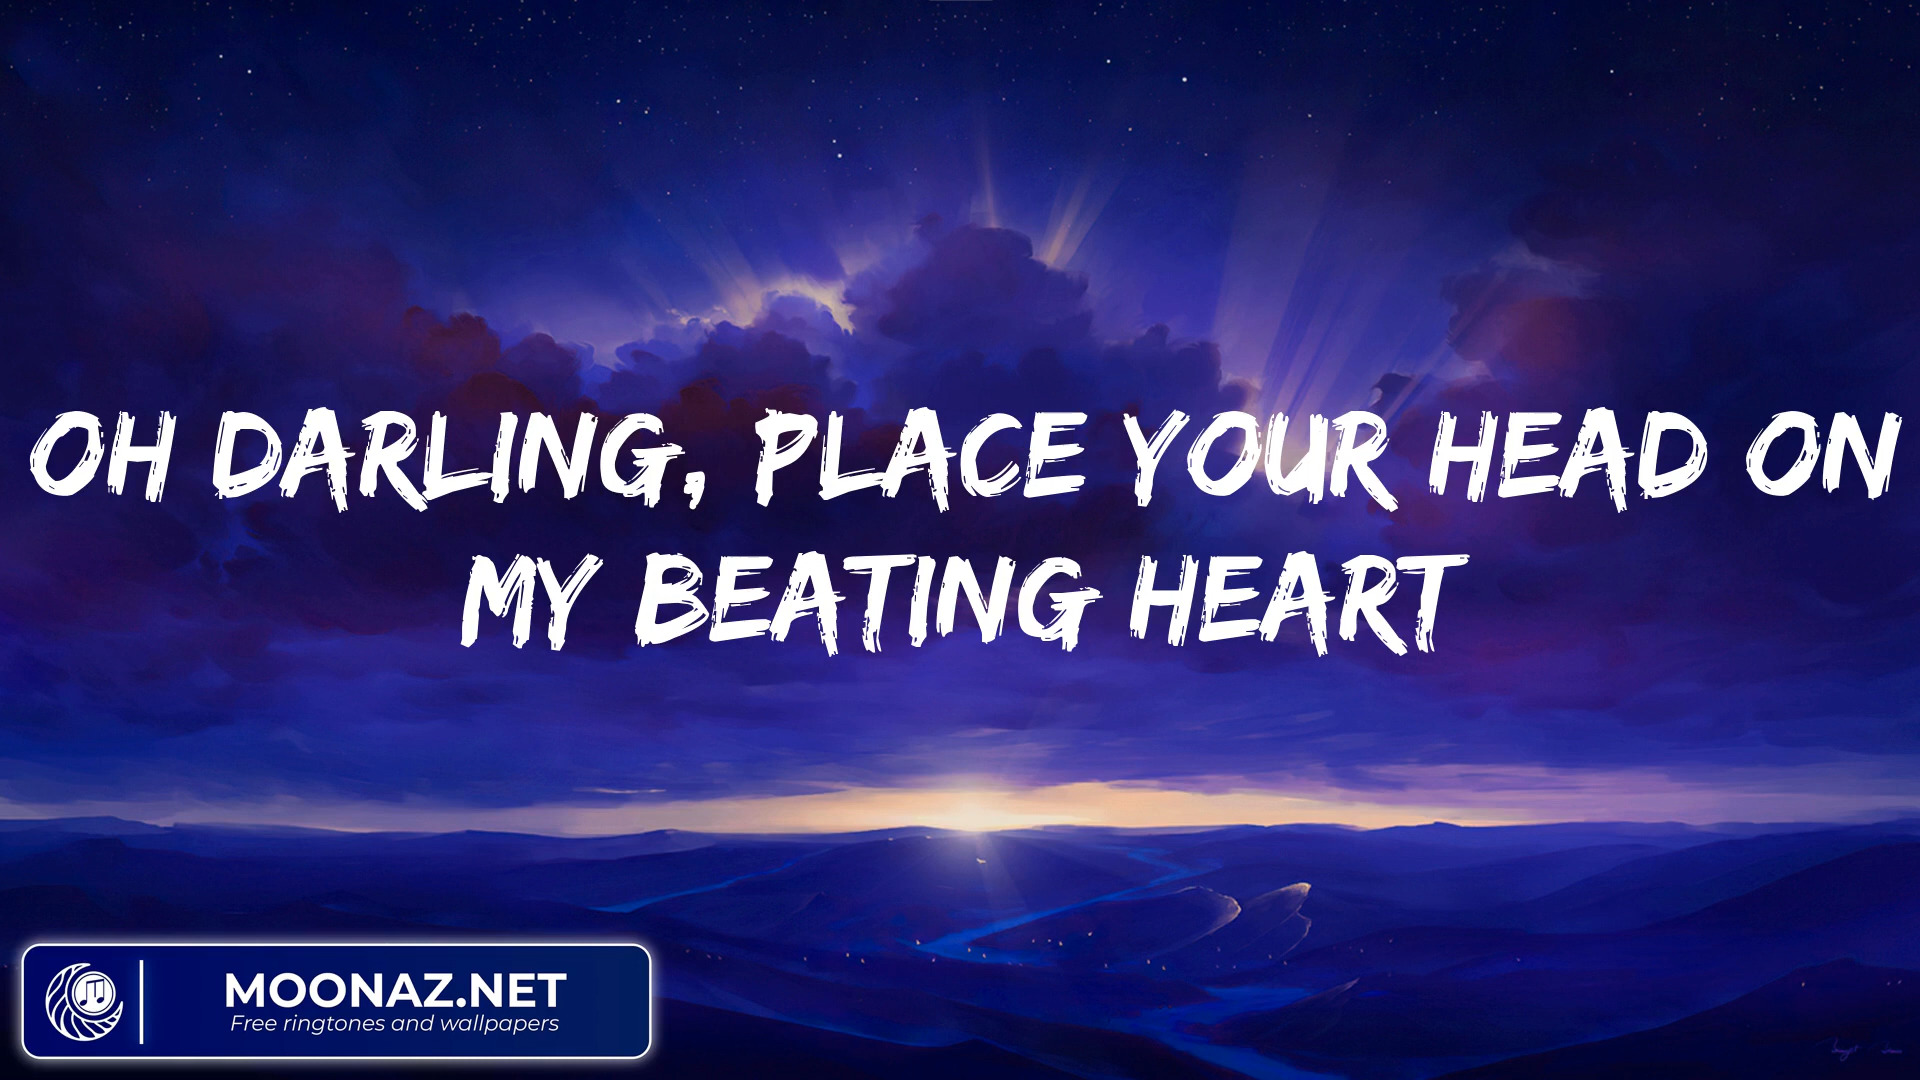 OH DARLING, PLACE YOUR HEAD ON
MY BEATING HEART
MOONAZ.NET
Free ringtones and wallpapers